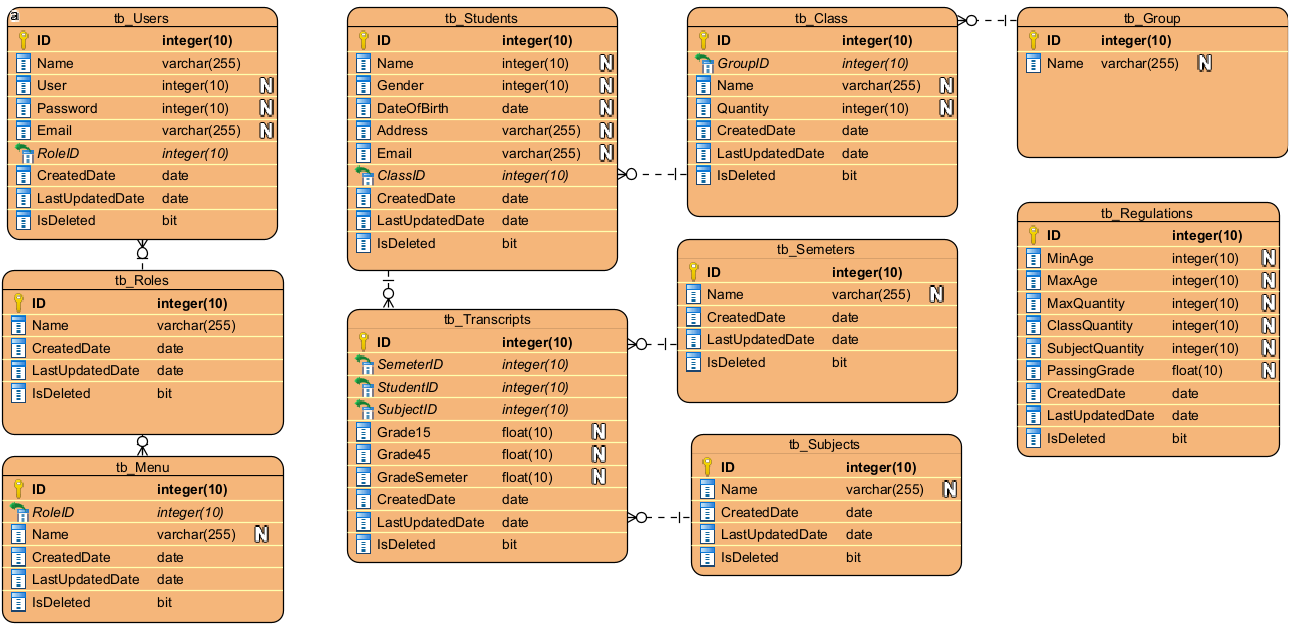 a
tb_Users
ID integer(10)
Name varchar(255)
User integer(10) N
Password integer(10) N
Email varchar(255) N
RoleID integer(10)
CreatedDate date
LastUpdatedDate date
IsDeleted bit
tb_Roles
ID integer(10)
Name varchar(255)
CreatedDate date
LastUpdatedDate date
IsDeleted bit
tb_Menu
ID integer(10)
RoleID integer(10)
Name varchar(255) N
CreatedDate date
LastUpdatedDate date
IsDeleted bit
tb_Students
ID integer(10)
Name integer(10) N
Gender integer(10) N
DateOfBirth date N
Address varchar(255) N
Email varchar(255) N
ClassID integer(10)
CreatedDate date
LastUpdatedDate date
IsDeleted bit
tb_Transcripts
ID integer(10)
SemeterID integer(10)
StudentID integer(10)
SubjectID integer(10)
Grade15 float(10) N
Grade45 float(10) N
GradeSemeter float(10) N
CreatedDate date
LastUpdatedDate date
IsDeleted bit
tb_Class
ID integer(10)
GroupID integer(10)
Name varchar(255) N
Quantity integer(10) N
CreatedDate date
LastUpdatedDate date
IsDeleted bit
tb_Semeters
ID integer(10)
Name varchar(255) N
CreatedDate date
LastUpdatedDate date
IsDeleted bit
tb_Subjects
ID integer(10)
Name varchar(255) N
CreatedDate date
LastUpdatedDate date
IsDeleted bit
tb_Group
ID integer(10)
Name varchar(255) N
tb_Regulations
ID integer(10)
MinAge integer(10) N
MaxAge integer(10) N
MaxQuantity integer(10) N
ClassQuantity integer(10) N
SubjectQuantity integer(10) N
PassingGrade float(10) N
CreatedDate date
LastUpdatedDate date
IsDeleted bit